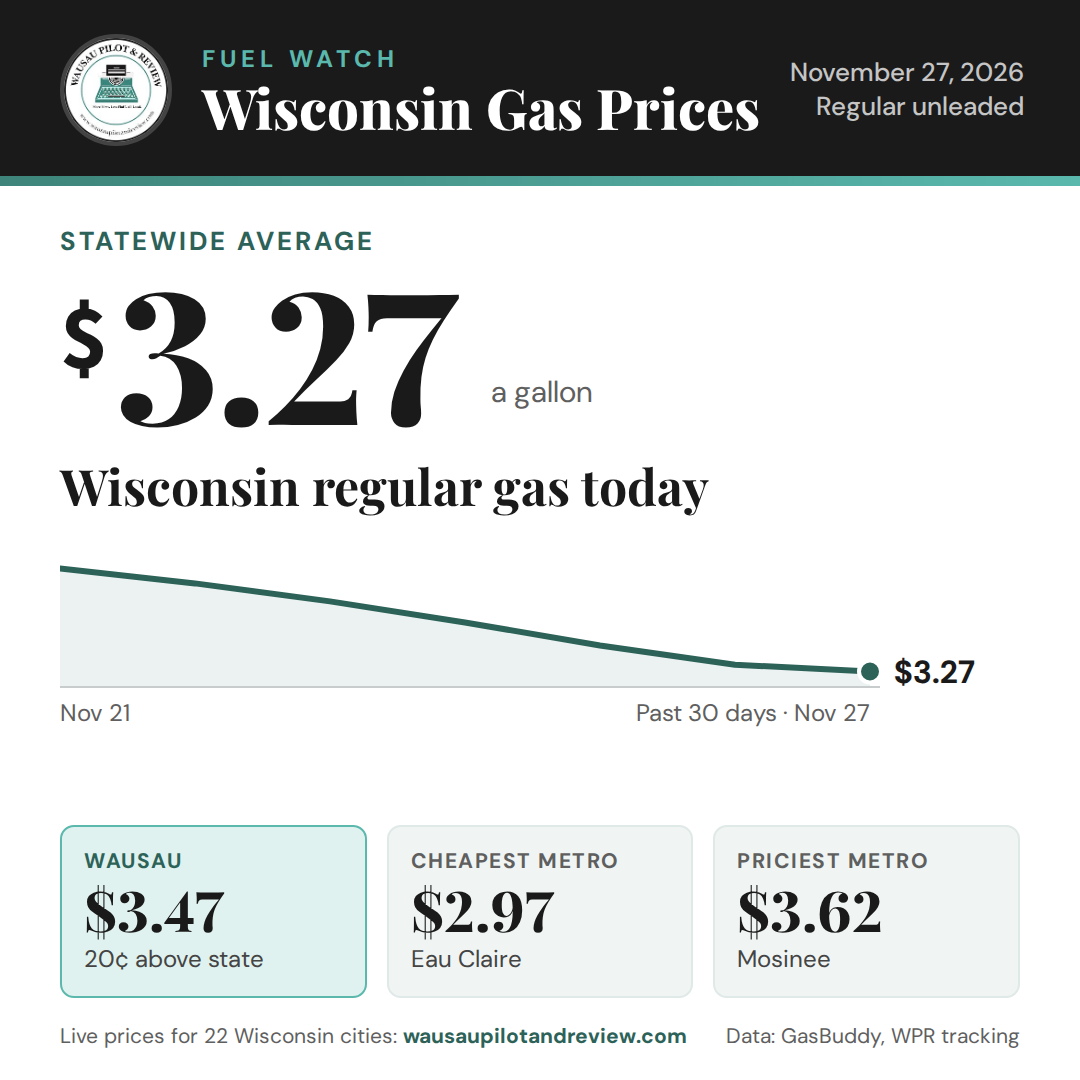 WAUSAU PILOT & REVIEW
www.wausaupilotandreview.com
FUEL WATCH
Wisconsin Gas Prices
November 27, 2026
Regular unleaded
STATEWIDE AVERAGE
$3.27 a gallon
Wisconsin regular gas today
$3.27
Nov 21
Past 30 days · Nov 27
WAUSAU
$3.47
20¢ above state
CHEAPEST METRO
$2.97
Eau Claire
PRICIEST METRO
$3.62
Mosinee
Live prices for 22 Wisconsin cities: wausaupilotandreview.com
Data: GasBuddy, WPR tracking